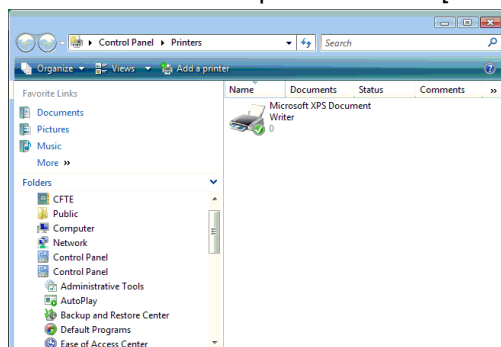 Control Panel ▸ Printers
Search
Organize
Views
Add a printer
Favorite Links
Documents
Pictures
Music
More »
Folders
CFTE
Public
Computer
Network
Control Panel
Control Panel
Administrative Tools
AutoPlay
Backup and Restore Center
Default Programs
Ease of Access Center
Name Documents Status Comments »
Microsoft XPS Document
Writer
0